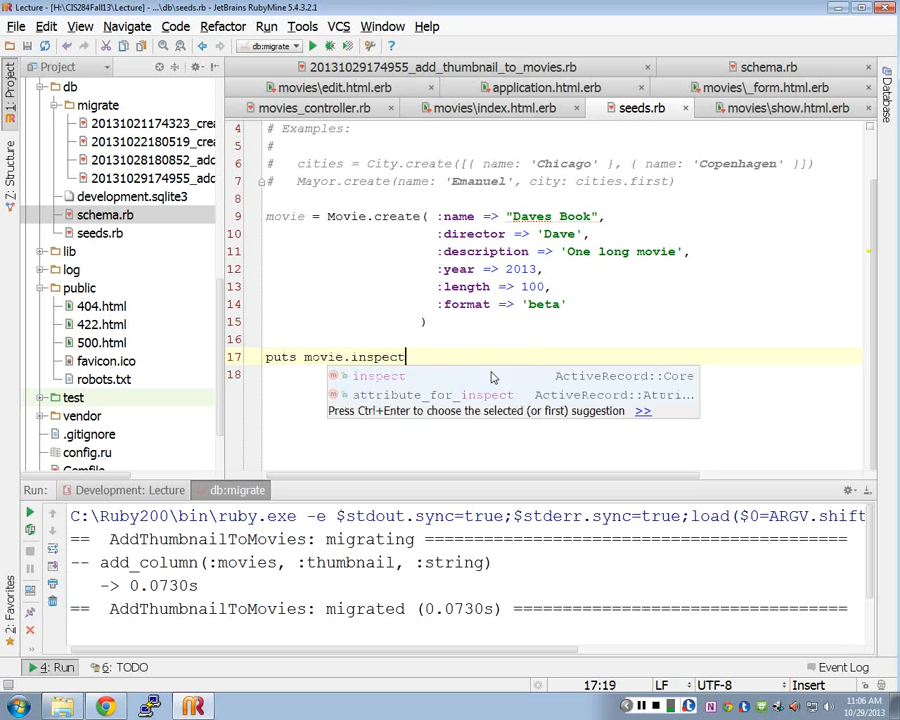 Lecture - [H:\CIS284Fall13\Lecture] - ...\db\seeds.rb - JetBrains RubyMine 5.4.3.2.1
File Edit View Navigate Code Refactor Run Tools VCS Window Help
db:migrate
Project
20131029174955_add_thumbnail_to_movies.rb
schema.rb
movies\edit.html.erb
application.html.erb
movies\_form.html.erb
movies_controller.rb
movies\index.html.erb
seeds.rb
movies\show.html.erb
1: Project
Z: Structure
2: Favorites
Database
db
migrate
20131021174323_crea
20131022180519_crea
20131028180852_add
20131029174955_add
development.sqlite3
schema.rb
seeds.rb
lib
log
public
404.html
422.html
500.html
favicon.ico
robots.txt
test
vendor
.gitignore
config.ru
Gemfile
4 # Examples:
5 #
6 #   cities = City.create([{ name: 'Chicago' }, { name: 'Copenhagen' }])
7 #   Mayor.create(name: 'Emanuel', city: cities.first)
8
9 movie = Movie.create( :name => "Daves Book",
10 :director => 'Dave',
11 :description => 'One long movie',
12 :year => 2013,
13 :length => 100,
14 :format => 'beta'
15 )
16
17 puts movie.inspect
18
inspect ActiveRecord::Core
attribute_for_inspect ActiveRecord::Attri...
Press Ctrl+Enter to choose the selected (or first) suggestion >>
Run: Development: Lecture db:migrate
C:\Ruby200\bin\ruby.exe -e $stdout.sync=true;$stderr.sync=true;load($0=ARGV.shift
== AddThumbnailToMovies: migrating =========================================
-- add_column(:movies, :thumbnail, :string)
-> 0.0730s
== AddThumbnailToMovies: migrated (0.0730s) ================================
4: Run 6: TODO Event Log
17:19 LF UTF-8 Insert
11:06 AM
10/29/2013